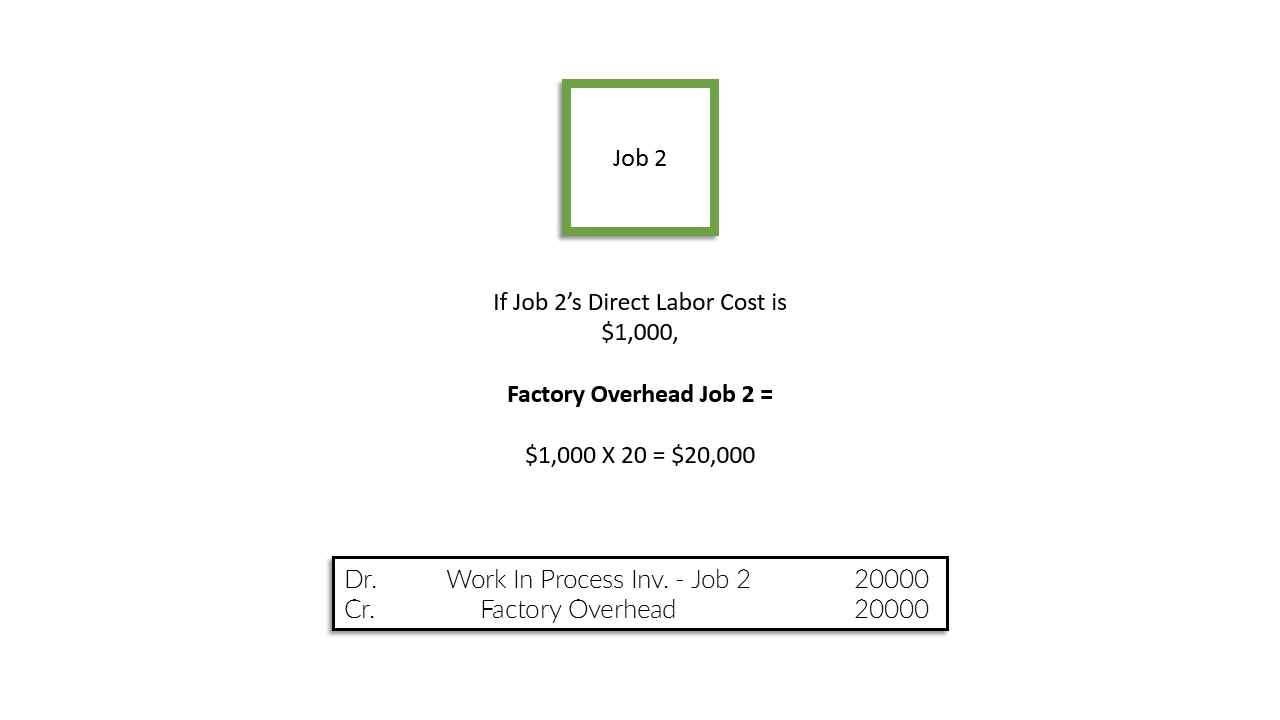 Job 2
If Job 2’s Direct Labor Cost is
$1,000,
Factory Overhead Job 2 =
$1,000 X 20 = $20,000
Dr. Work In Process Inv. - Job 2 20000
Cr. Factory Overhead 20000